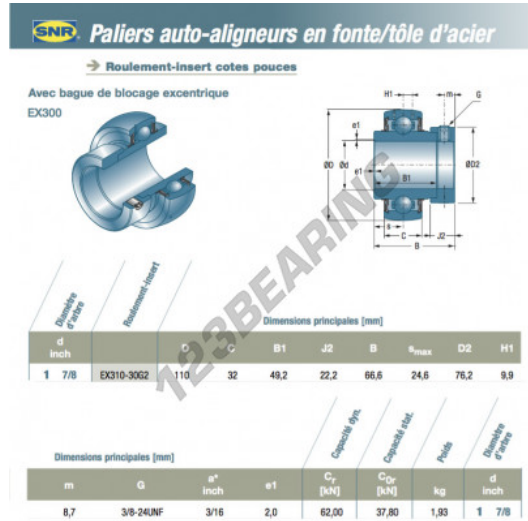 SNR Paliers auto-aligneurs en fonte/tôle d'acier
Roulement-insert cotes pouces
Avec bague de blocage excentrique
EX300
H1 m G
e1
ØD Ød ØD2
e1 B1
s
C J2
B
Diamètre d'arbre Roulement-insert Dimensions principales [mm]
d inch D C B1 J2 B smax D2 H1
1 7/8 EX310-30G2 110 32 49,2 22,2 66,6 24,6 76,2 9,9
123BEARING
Dimensions principales [mm] Capacité dyn. Capacité stat. Poids Diamètre d'arbre
m G a* inch e1 Cr [kN] C0r [kN] kg d inch
8,7 3/8-24UNF 3/16 2,0 62,00 37,80 1,93 1 7/8